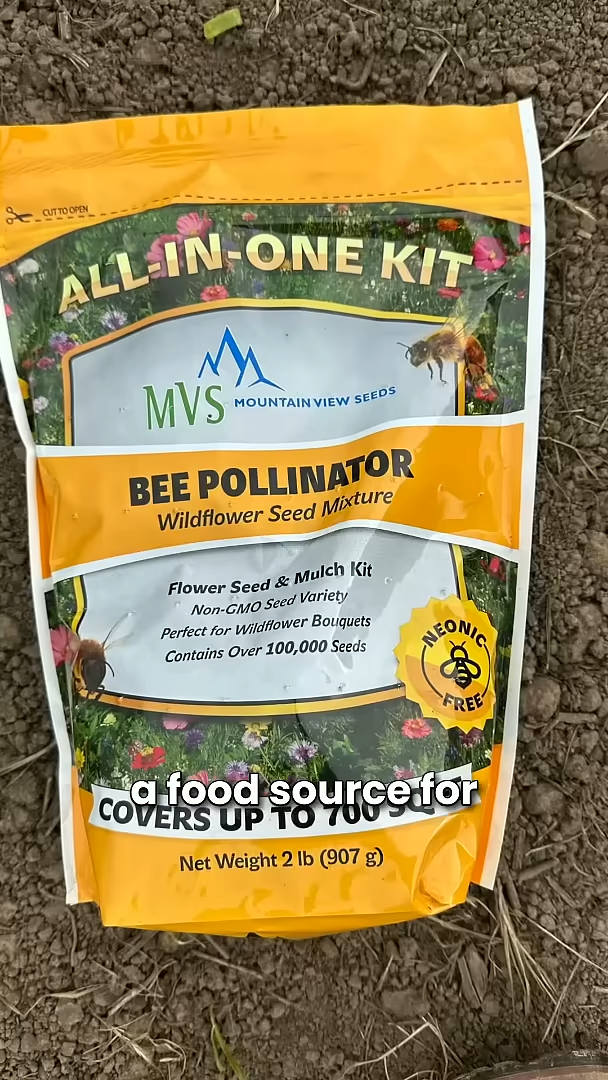 CUT TO OPEN
ALL-IN-ONE KIT
MVS MOUNTAIN VIEW SEEDS
BEE POLLINATOR
Wildflower Seed Mixture
Flower Seed & Mulch Kit
Non-GMO Seed Variety
Perfect for Wildflower Bouquets
Contains Over 100,000 Seeds
NEONIC
FREE
a food source for
COVERS UP TO 700 SQ
Net Weight 2 lb (907 g)